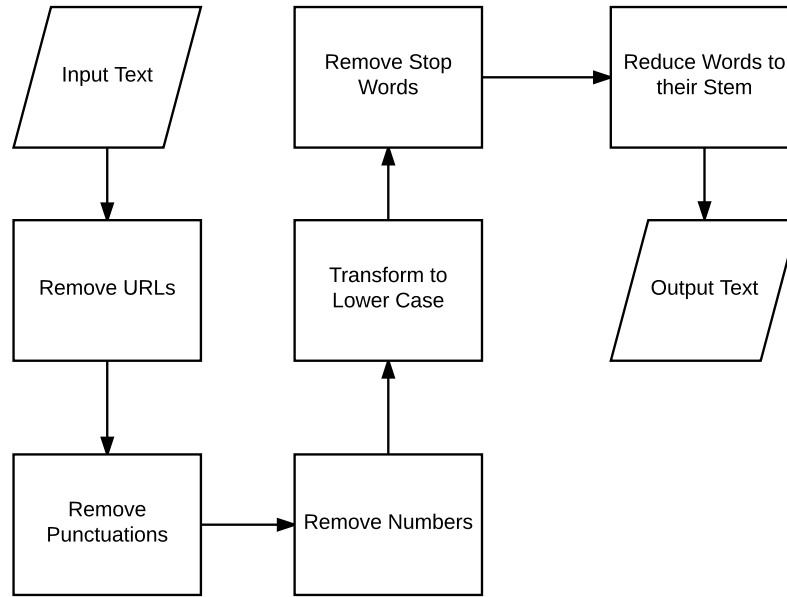 Input Text
Remove URLs
Remove
Punctuations
Remove Numbers
Transform to
Lower Case
Remove Stop
Words
Reduce Words to
their Stem
Output Text